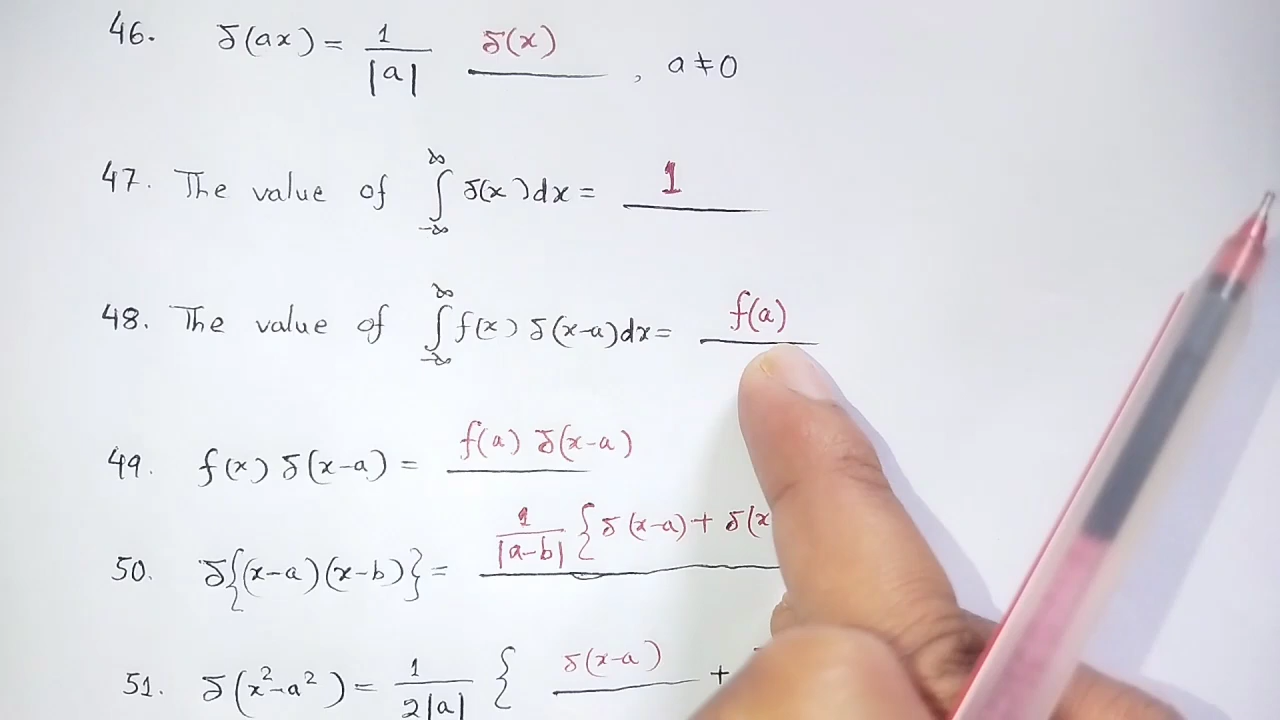 46. δ(ax) = 1/|a| δ(x), a ≠ 0
47. The value of ∫_{-∞}^{∞} δ(x)dx = 1
48. The value of ∫_{-∞}^{∞} f(x) δ(x-a)dx = f(a)
49. f(x) δ(x-a) = f(a) δ(x-a)
50. δ{(x-a)(x-b)} = 1/|a-b| { δ(x-a) + δ(x
51. δ(x²-a²) = 1/2|a| { δ(x-a) +